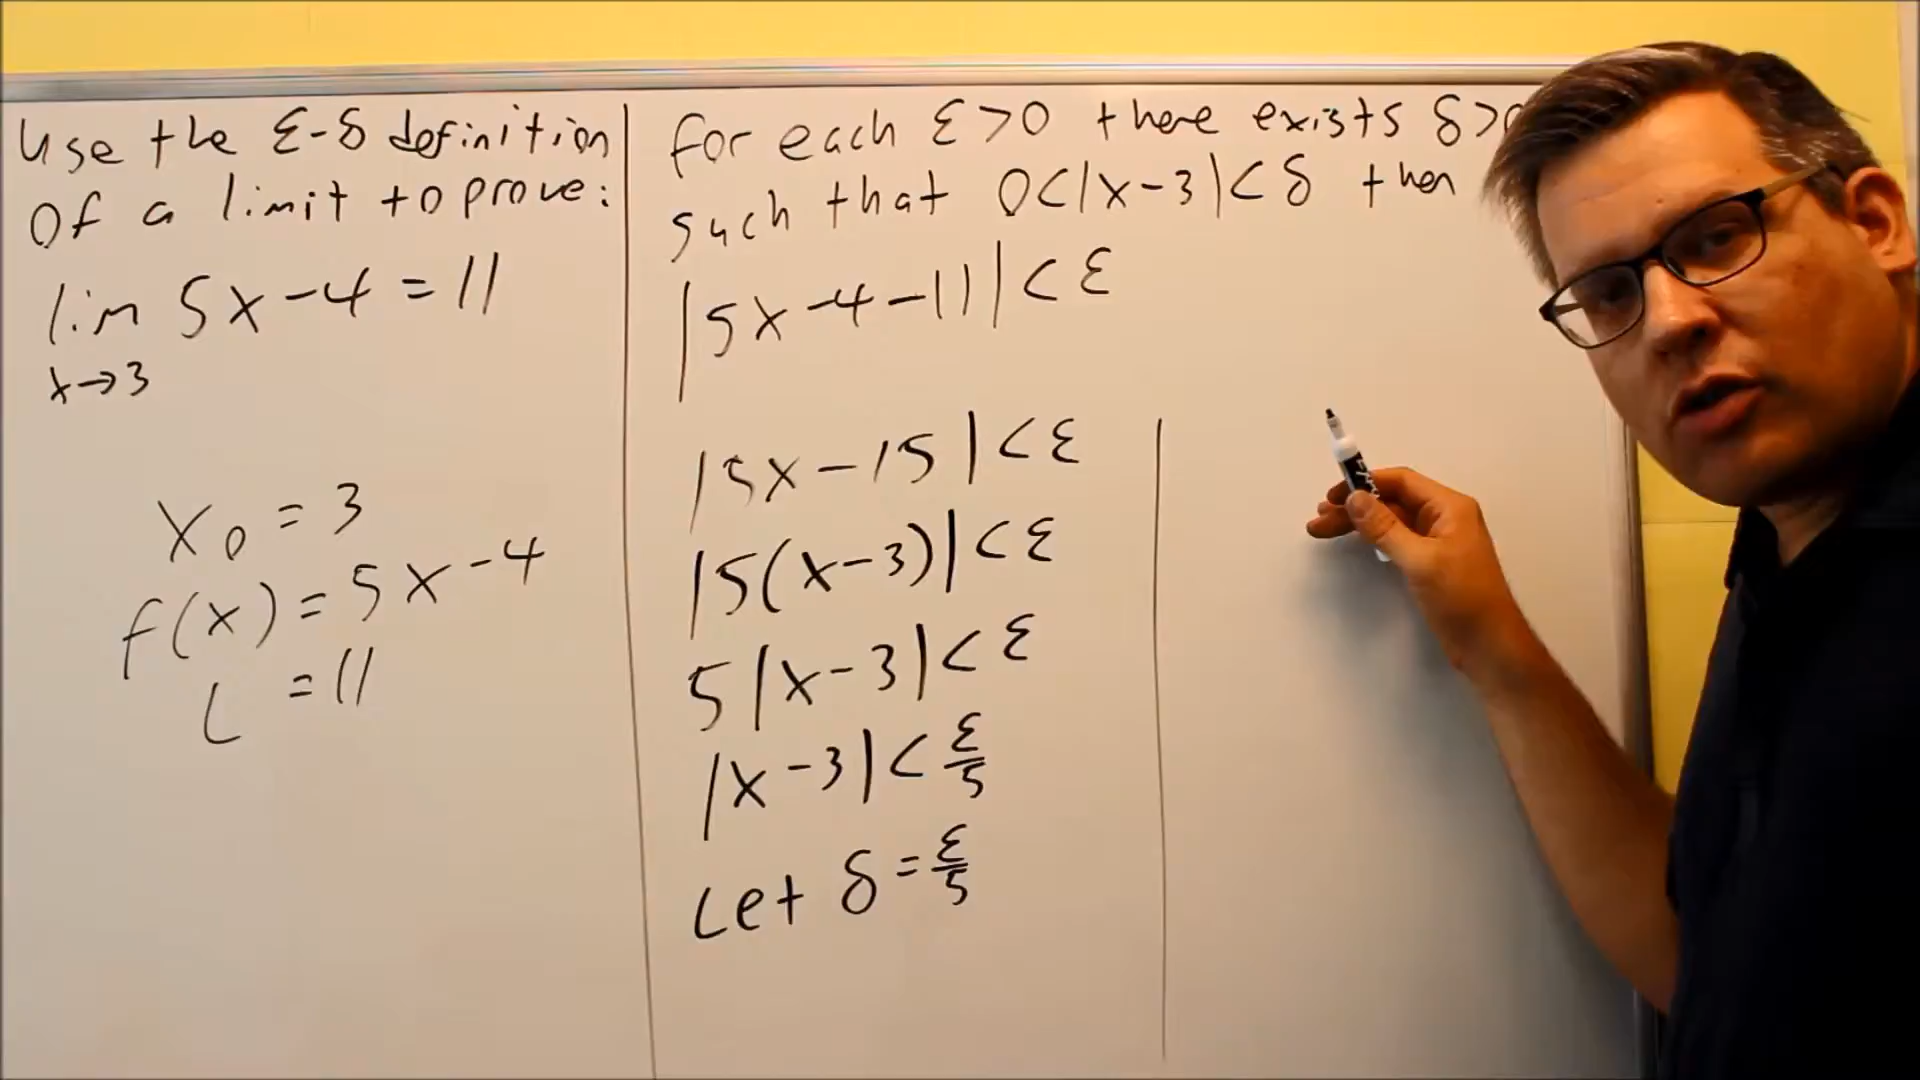 Use the ε-δ definition
of a limit to prove:
lim 5x-4 = 11
x→3
x₀ = 3
f(x) = 5x-4
L = 11
for each ε>0 there exists δ>0
such that 0<|x-3|<δ then
|5x-4-11|<ε
|5x-15|<ε
|5(x-3)|<ε
5|x-3|<ε
|x-3|<ε/5
Let δ=ε/5